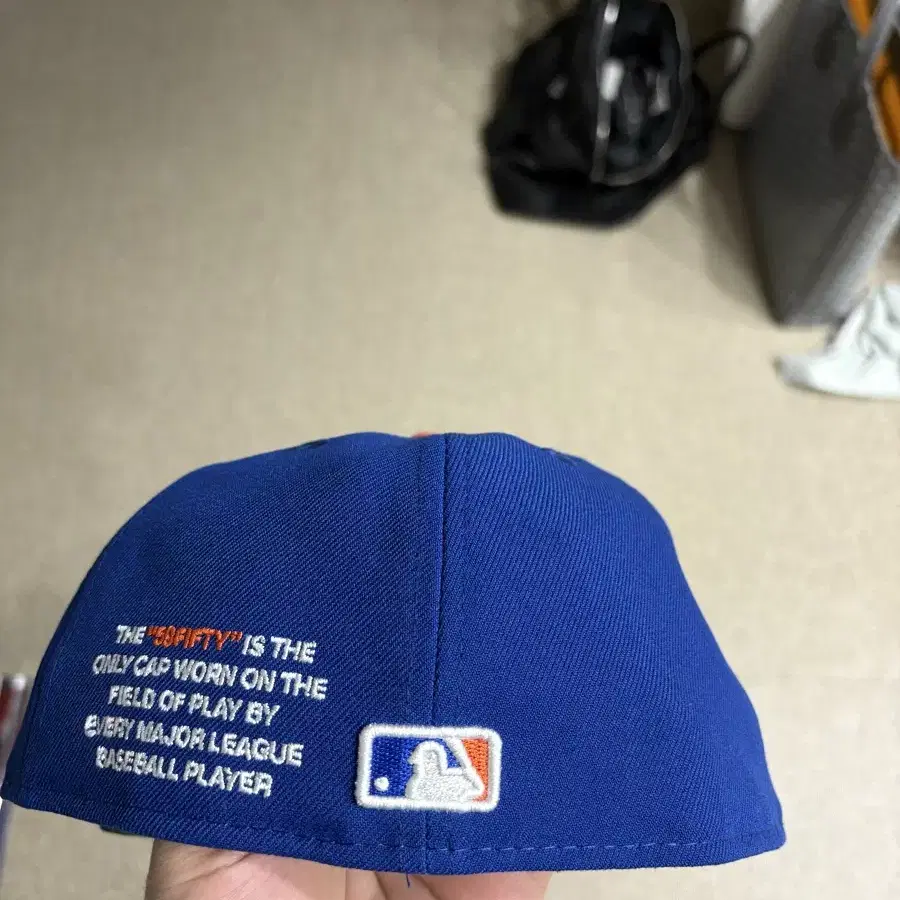 THE "59FIFTY" IS THE
ONLY CAP WORN ON THE
FIELD OF PLAY BY
EVERY MAJOR LEAGUE
BASEBALL PLAYER